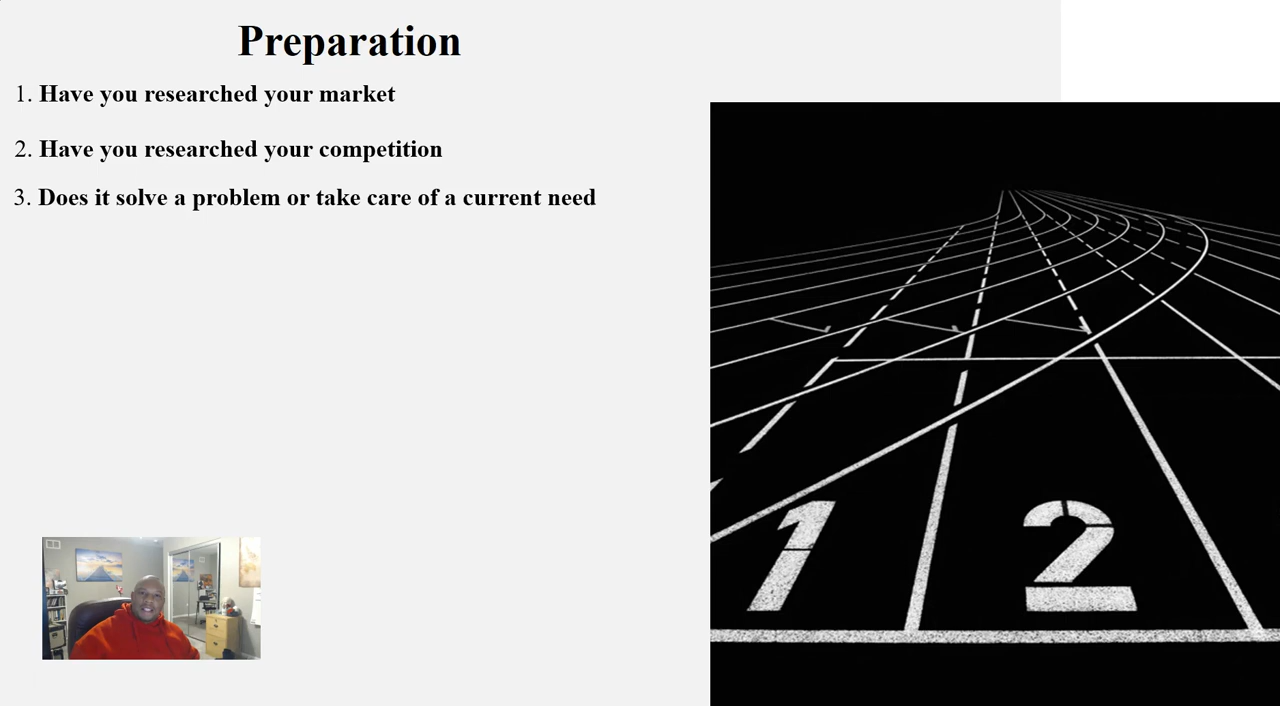 Preparation
1. Have you researched your market
2. Have you researched your competition
3. Does it solve a problem or take care of a current need
1 2